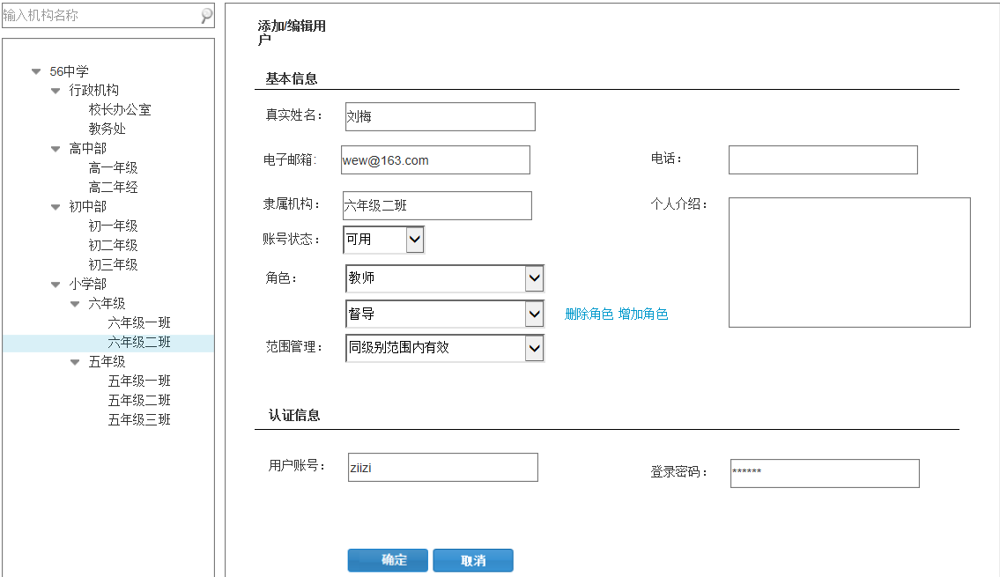 输入机构名称
56中学
行政机构
校长办公室
教务处
高中部
高一年级
高二年经
初中部
初一年级
初二年级
初三年级
小学部
六年级
六年级一班
六年级二班
五年级
五年级一班
五年级二班
五年级三班
添加/编辑用
户
基本信息
真实姓名： 刘梅
电子邮箱: wew@163.com 电话：
隶属机构： 六年级二班 个人介绍：
账号状态： 可用
角色： 教师
督导 删除角色 增加角色
范围管理： 同级别范围内有效
认证信息
用户账号： ziizi 登录密码： ******
确定 取消